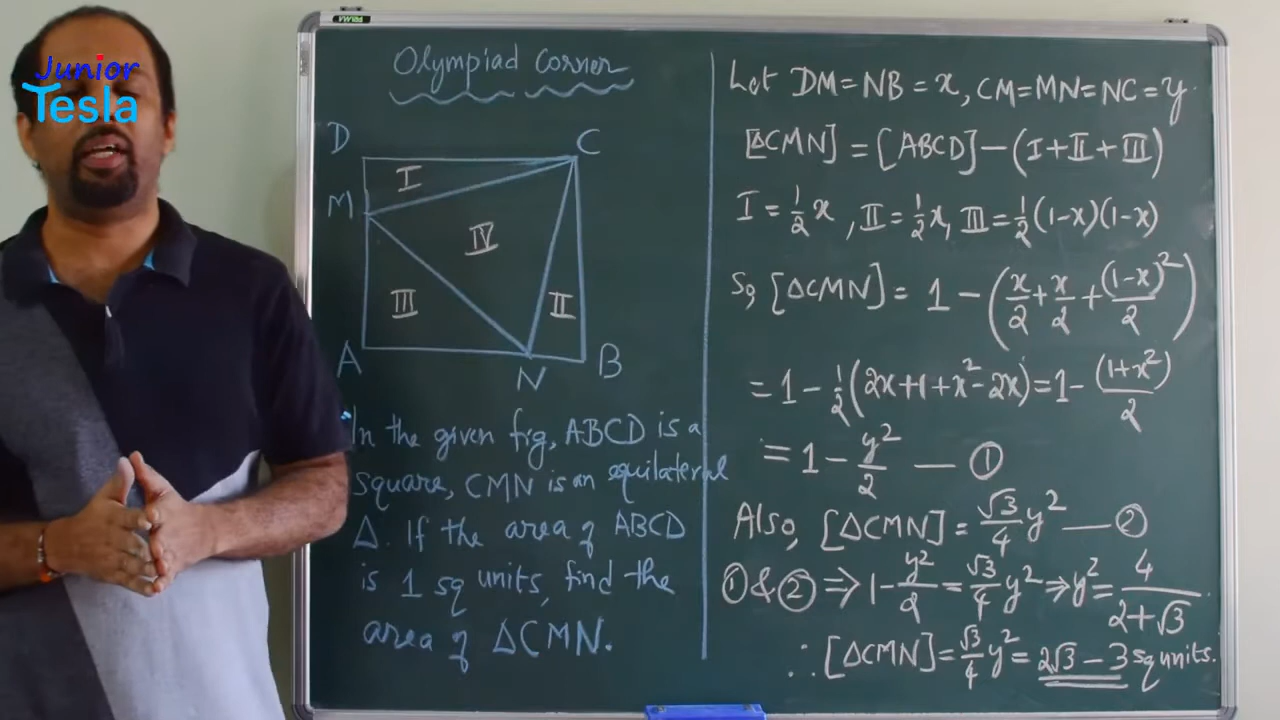 Junior
Tesla
Olympiad Corner
D
C
I
M
IV
III
II
A
N
B
In the given fig, ABCD is a
square, CMN is an equilateral
Δ. If the area of ABCD
is 1 sq units, find the
area of ΔCMN.
Let DM=NB=x, CM=MN=NC=y.
[ΔCMN] = [ABCD] - (I+II+III)
I = 1/2 x, II = 1/2 x, III = 1/2 (1-x)(1-x)
So, [ΔCMN] = 1 - (x/2 + x/2 + (1-x)²/2)
= 1 - 1/2 (2x+1+x²-2x) = 1 - (1+x²)/2
= 1 - y²/2 — ①
Also, [ΔCMN] = √3/4 y² — ②
① & ② ⇒ 1 - y²/2 = √3/4 y² ⇒ y² = 4/(2+√3)
∴ [ΔCMN] = √3/4 y² = 2√3 - 3 sq units.